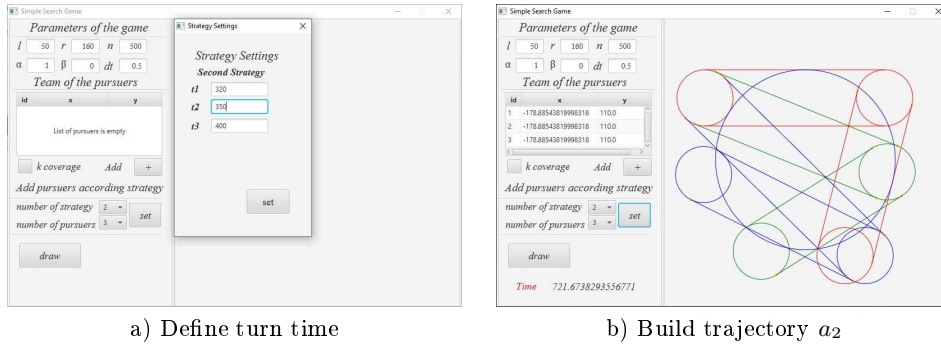 Simple Search Game
Parameters of the game
l 50 r 160 n 500
α 1 β 0 dt 0.5
Team of the pursuers
id x y
List of pursuers is empty
k coverage Add +
Add pursuers according strategy
number of strategy 2
number of pursuers 3
set
draw
Strategy Settings
Strategy Settings
Second Strategy
t1 320
t2 350
t3 400
set
a) Define turn time
Simple Search Game
Parameters of the game
l 50 r 160 n 500
α 1 β 0 dt 0.5
Team of the pursuers
id x y
1 -178.88543819998318 110.0
2 -178.88543819998318 110.0
3 -178.88543819998318 110.0
k coverage Add +
Add pursuers according strategy
number of strategy 2
number of pursuers 3
set
draw
Time 721.6738293556771
b) Build trajectory a₂